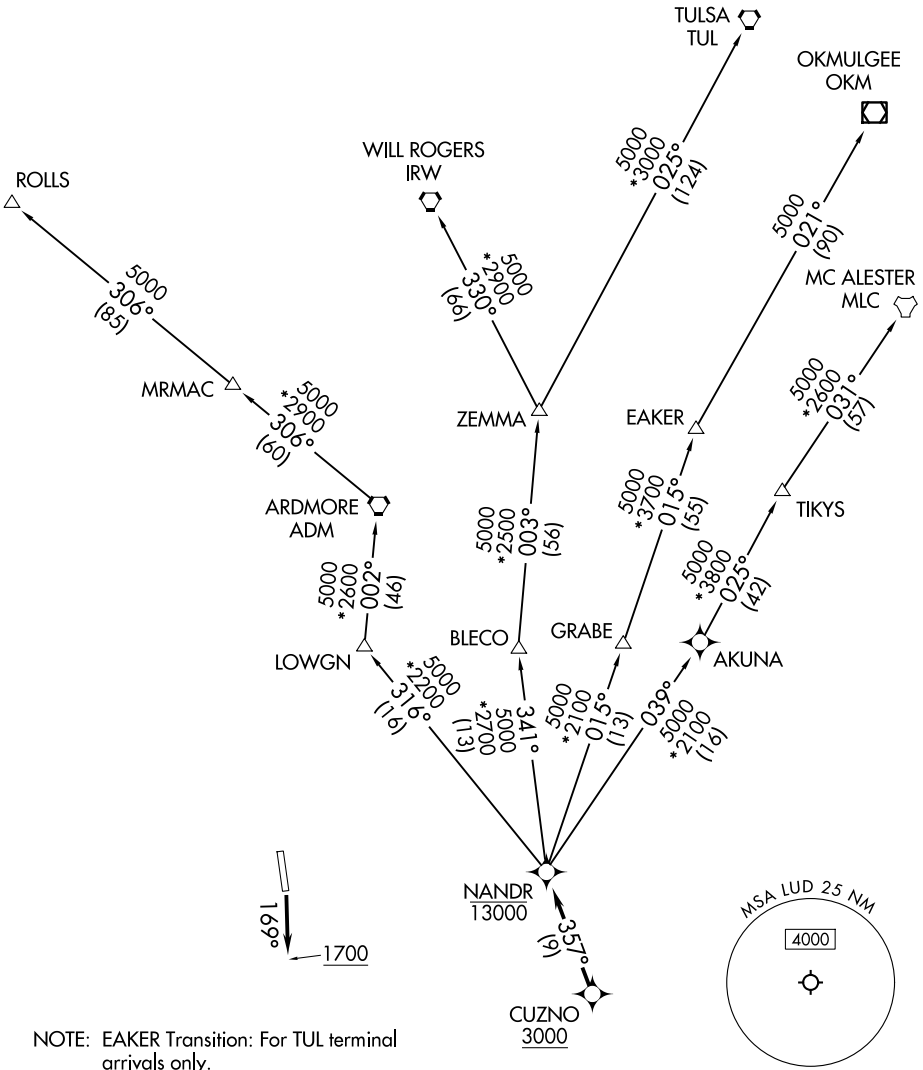 TULSA
TUL
OKMULGEE
OKM
WILL ROGERS
IRW
5000
*3000
025°
(124)
ROLLS
5000
021°
(90)
5000
*2900
330°
(66)
MC ALESTER
MLC
5000
306°
(85)
MRMAC
5000
*2900
306°
(60)
ZEMMA
EAKER
5000
*2600
031°
(57)
ARDMORE
ADM
5000
*2500
003°
(56)
5000
*3700
015°
(55)
TIKYS
5000
*2600
002°
(46)
5000
*3800
025°
(42)
LOWGN
BLECO
GRABE
AKUNA
5000
*2200
316°
(16)
341°
5000
*2700
(13)
5000
*2100
015°
(13)
039°
5000
*2100
(16)
NANDR
13000
169°
1700
357°
(9)
MSA LUD 25 NM
4000
CUZNO
3000
NOTE: EAKER Transition: For TUL terminal
arrivals only.